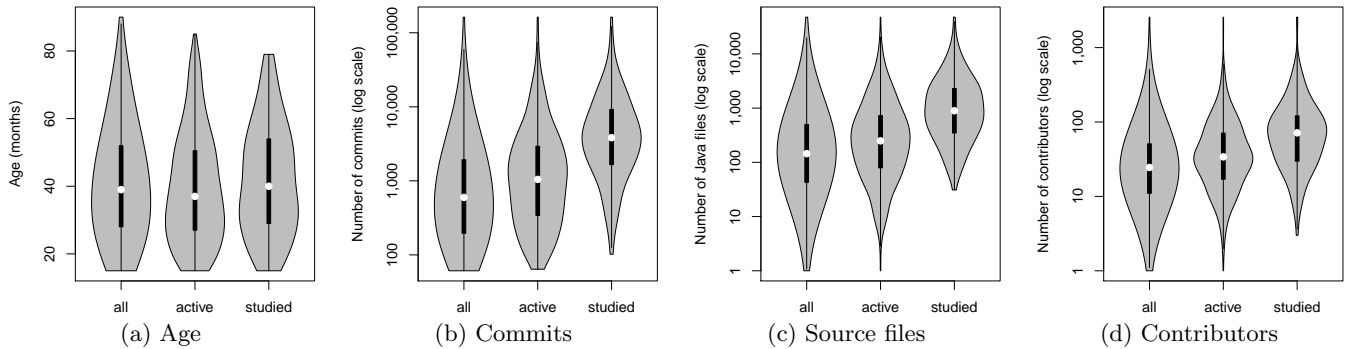 Age (months)
80
60
40
20
all active studied
(a) Age
Number of commits (log scale)
100,000
10,000
1,000
100
all active studied
(b) Commits
Number of Java files (log scale)
10,000
1,000
100
10
1
all active studied
(c) Source files
Number of contributors (log scale)
1,000
100
10
1
all active studied
(d) Contributors